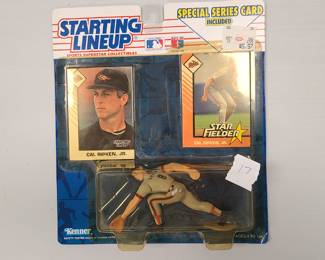 STARTING
LINEUP
SPORTS SUPERSTAR COLLECTIBLES
SPECIAL SERIES CARD
INCLUDED
CAL RIPKEN, JR.
STAR
FIELDER
CAL RIPKEN, JR.
17
Kenner